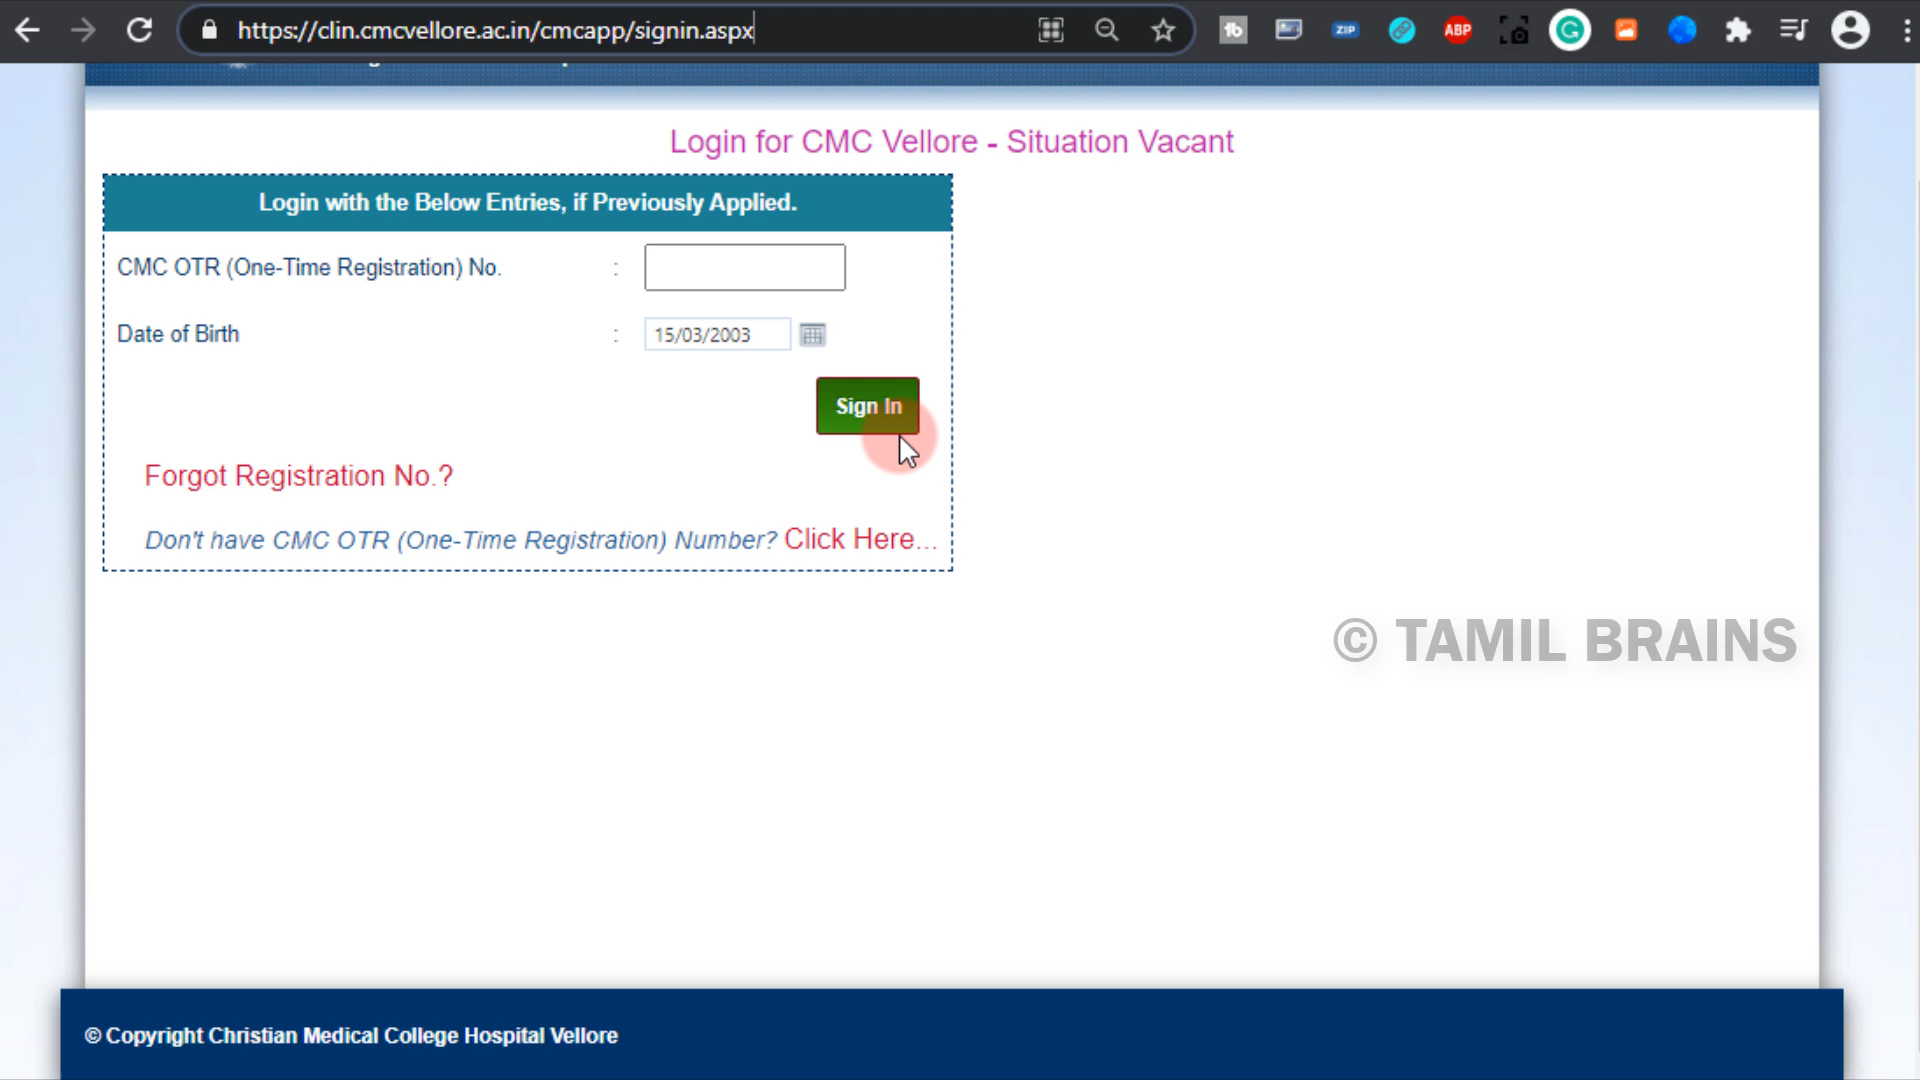 https://clin.cmcvellore.ac.in/cmcapp/signin.aspx
ZIP
ABP
Login for CMC Vellore - Situation Vacant
Login with the Below Entries, if Previously Applied.
CMC OTR (One-Time Registration) No. :
Date of Birth : 15/03/2003
Sign In
Forgot Registration No.?
Don't have CMC OTR (One-Time Registration) Number? Click Here...
© TAMIL BRAINS
© Copyright Christian Medical College Hospital Vellore